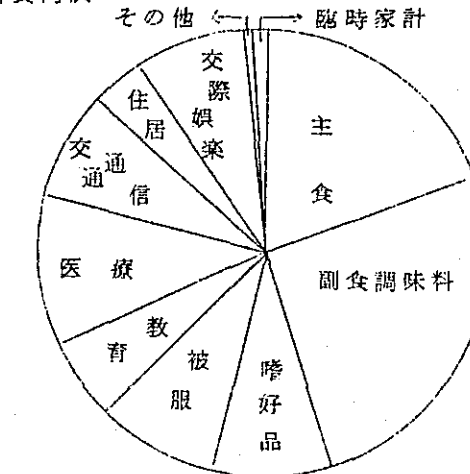 その他
臨時家計
主食
副食調味料
嗜好品
被服
教育
医療
交通通信
住居
交際娯楽